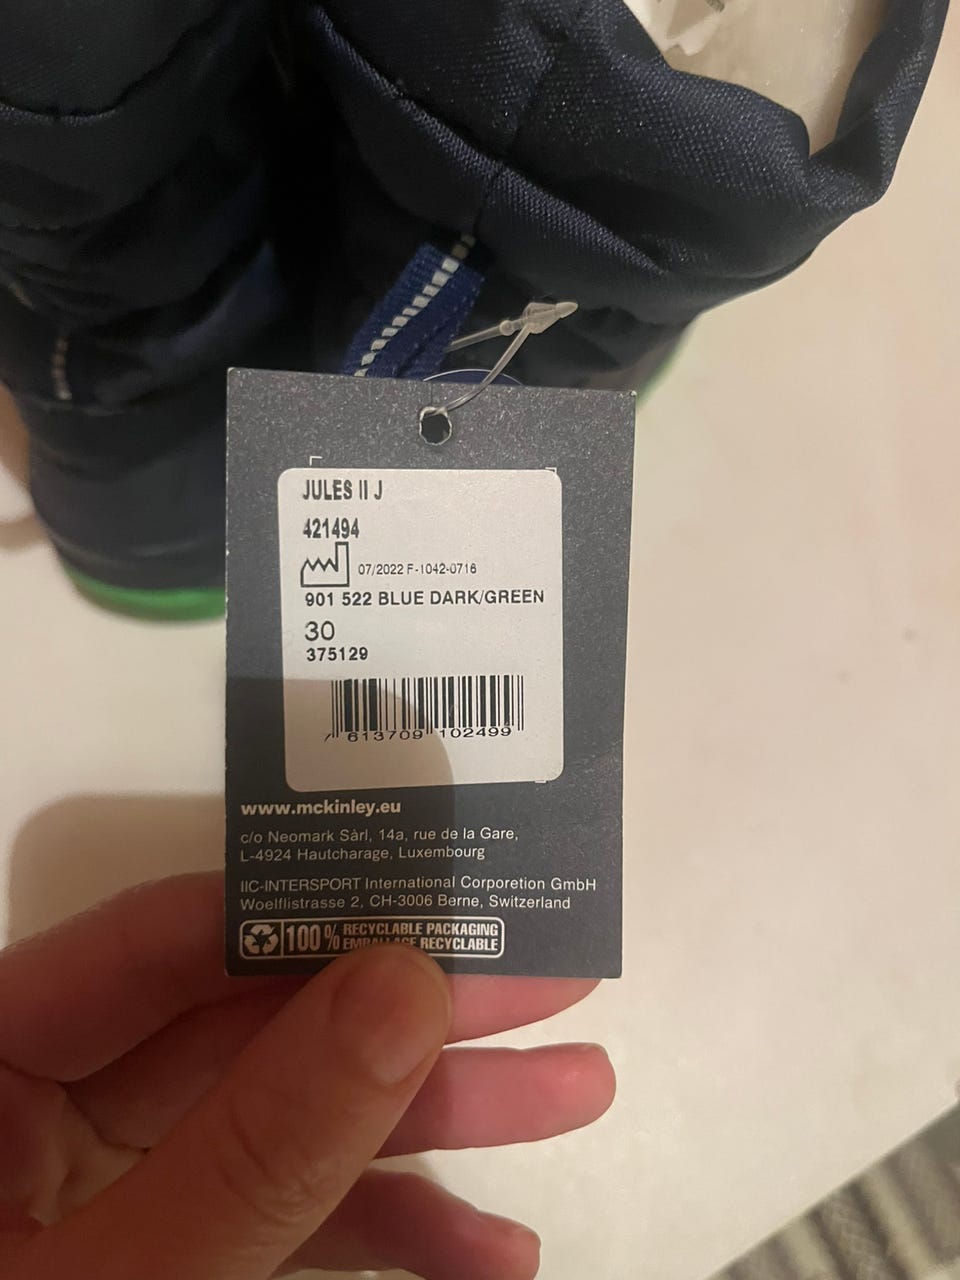 JULES II J
421494
07/2022 F-1042-0716
901 522 BLUE DARK/GREEN
30
375129
7 613709 102499
www.mckinley.eu
c/o Neomark Sàrl, 14a, rue de la Gare,
L-4924 Hautcharage, Luxembourg
IIC-INTERSPORT International Corporetion GmbH
Woelflistrasse 2, CH-3006 Berne, Switzerland
100% RECYCLABLE PACKAGING
EMBALLAGE RECYCLABLE